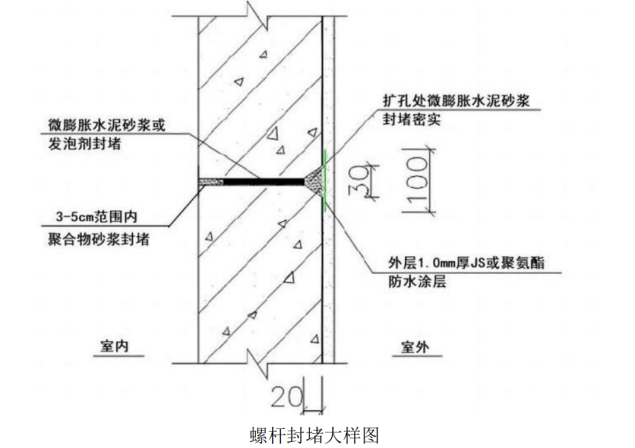 微膨胀水泥砂浆或
发泡剂封堵
扩孔处微膨胀水泥砂浆
封堵密实
30
100
3-5cm范围内
聚合物砂浆封堵
外层1.0mm厚JS或聚氨酯
防水涂层
室内
室外
20
螺杆封堵大样图